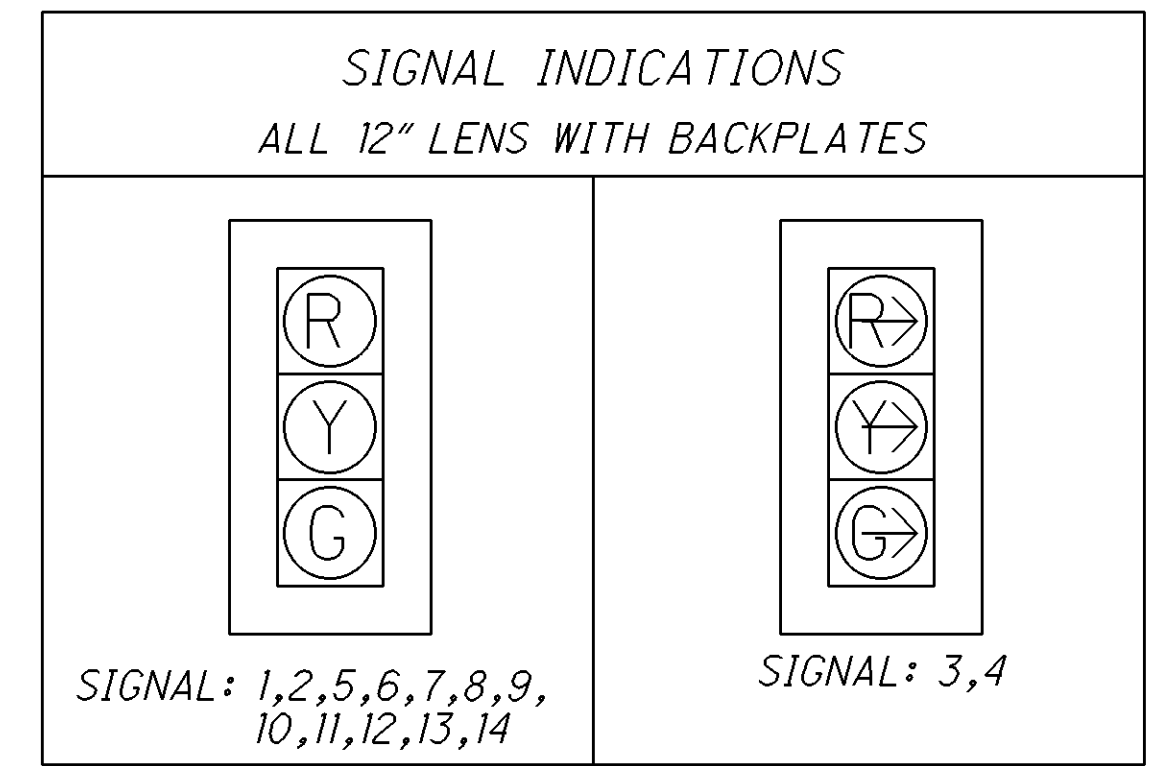 SIGNAL INDICATIONS
ALL 12" LENS WITH BACKPLATES
R
Y
G
SIGNAL: 1,2,5,6,7,8,9,
10,11,12,13,14
R→
Y→
G→
SIGNAL: 3,4